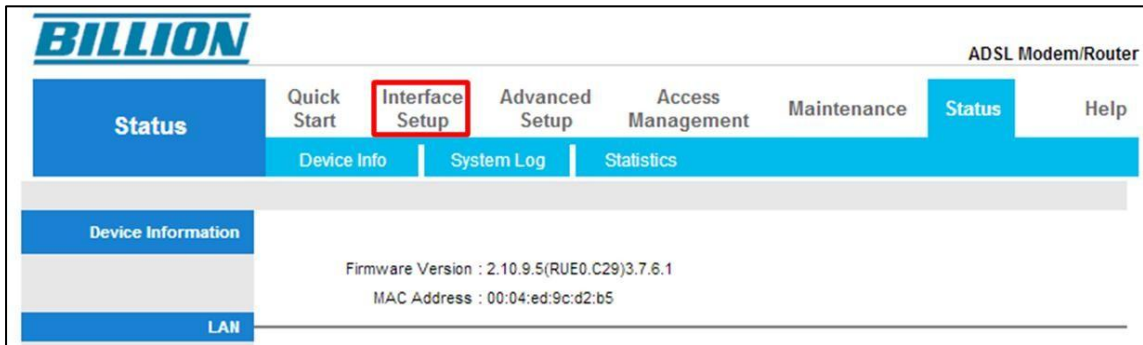 BILLION
ADSL Modem/Router
Status
Quick Start
Interface Setup
Advanced Setup
Access Management
Maintenance
Status
Help
Device Info
System Log
Statistics
Device Information
Firmware Version : 2.10.9.5(RUE0.C29)3.7.6.1
MAC Address : 00:04:ed:9c:d2:b5
LAN